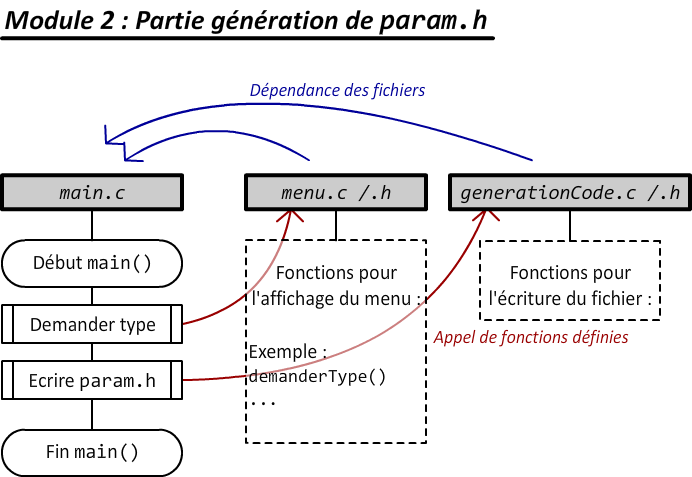 Module 2 : Partie génération de param.h
Dépendance des fichiers
main.c
menu.c /.h
generationCode.c /.h
Début main()
Demander type
Ecrire param.h
Fin main()
Fonctions pour
l'affichage du menu :
Exemple :
demanderType()
...
Fonctions pour
l'écriture du fichier :
Appel de fonctions définies